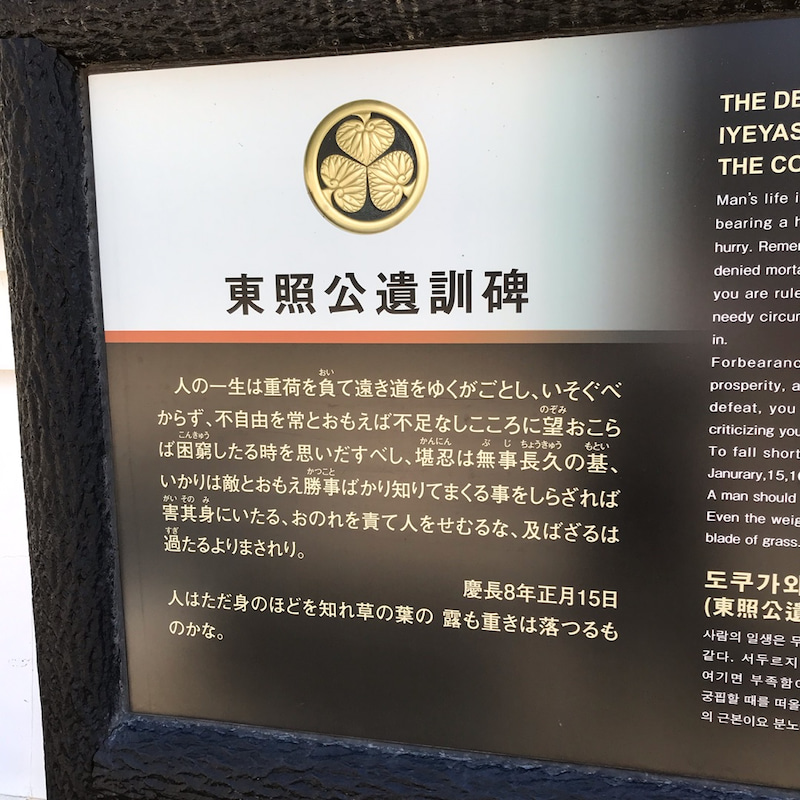 東照公遺訓碑
人の一生は重荷を負て遠き道をゆくがごとし、いそぐべ
からず、不自由を常とおもえば不足なしこころに望おこら
ば困窮したる時を思いだすべし、堪忍は無事長久の基、
いかりは敵とおもえ勝事ばかり知りてまくる事をしらざれば
害其身にいたる、おのれを責て人をせむるな、及ばざるは
過たるよりまされり。
慶長8年正月15日
人はただ身のほどを知れ草の葉の 露も重きは落つるも
のかな。
THE
IYEYAS
THE
Man's life
bearing a
hurry.
denied
you are
needy
in.
Forbearanc
prosperity,
defeat, you
criticizing
To fall short
Janurary,15,16
A man should
Even the
blade of grass.
도쿠가와
(東照公遺
사람의 일생은
같다. 서두르지
여기면 부족함이
궁핍할 때를 떠올
의 근본이요 분노